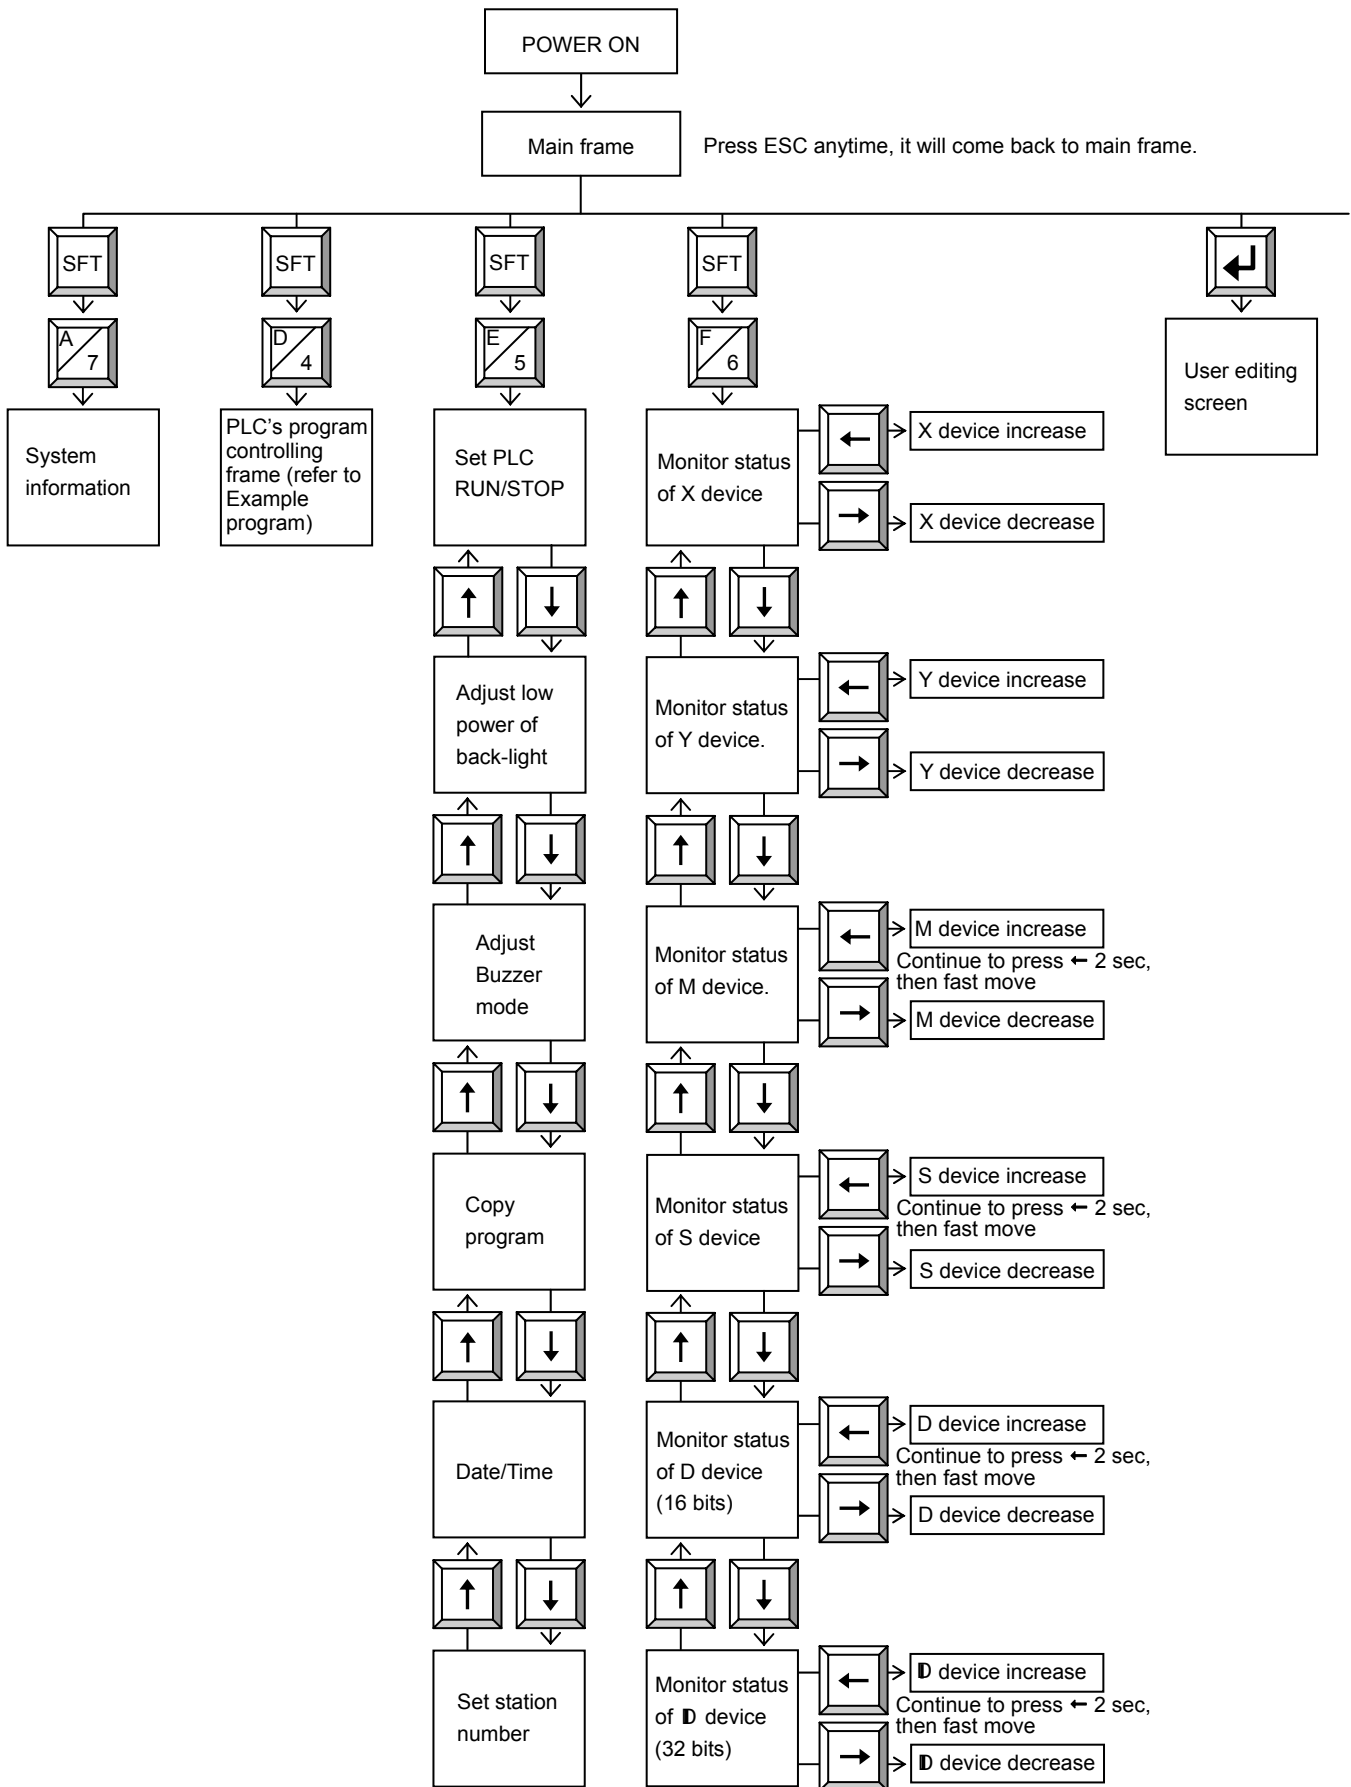 POWER ON
Main frame
Press ESC anytime, it will come back to main frame.
SFT
SFT
SFT
SFT
A
7
D
4
E
5
F
6
System
information
PLC's program
controlling
frame (refer to
Example
program)
Set PLC
RUN/STOP
Monitor status
of X device
← X device increase
→ X device decrease
User editing
screen
↑ ↓
↑ ↓
Adjust low
power of
back-light
Monitor status
of Y device.
← Y device increase
→ Y device decrease
↑ ↓
↑ ↓
Adjust
Buzzer
mode
Monitor status
of M device.
← M device increase
Continue to press ← 2 sec,
then fast move
→ M device decrease
↑ ↓
↑ ↓
Copy
program
Monitor status
of S device
← S device increase
Continue to press ← 2 sec,
then fast move
→ S device decrease
↑ ↓
↑ ↓
Date/Time
Monitor status
of D device
(16 bits)
← D device increase
Continue to press ← 2 sec,
then fast move
→ D device decrease
↑ ↓
↑ ↓
Set station
number
Monitor status
of D device
(32 bits)
← D device increase
Continue to press ← 2 sec,
then fast move
→ D device decrease